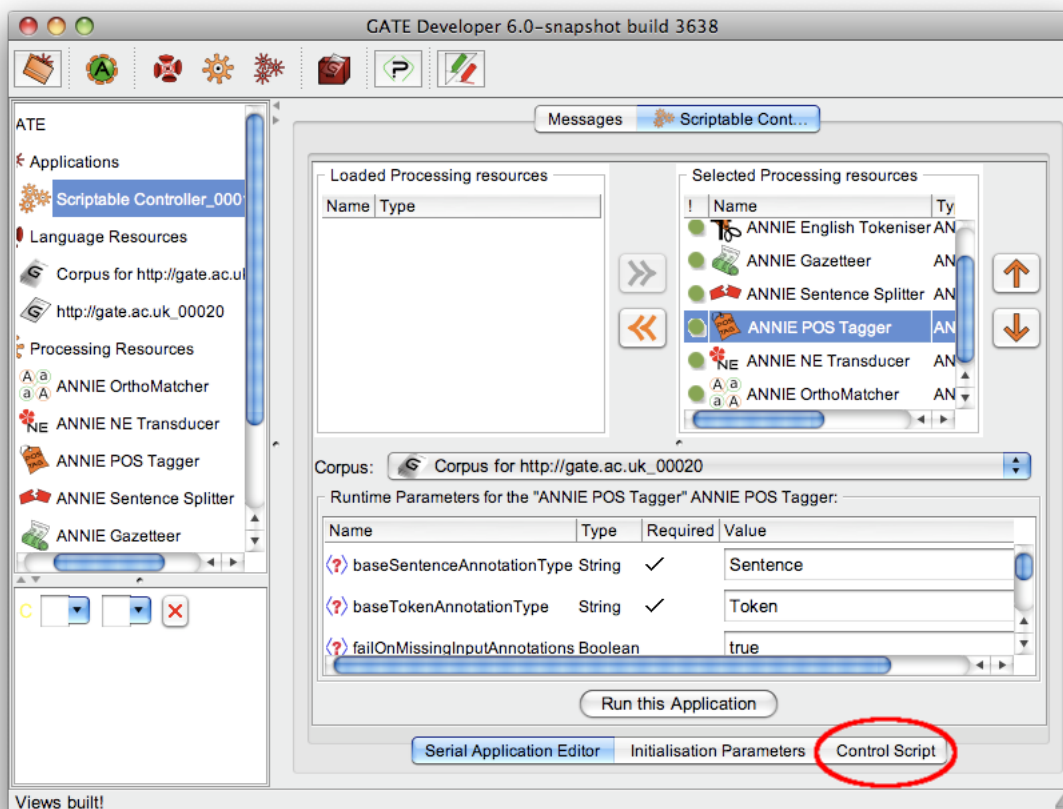 GATE Developer 6.0-snapshot build 3638
ATE
Applications
Scriptable Controller_000
Language Resources
Corpus for http://gate.ac.ul
http://gate.ac.uk_00020
Processing Resources
ANNIE OrthoMatcher
ANNIE NE Transducer
ANNIE POS Tagger
ANNIE Sentence Splitter
ANNIE Gazetteer
C
Messages
Scriptable Cont...
Loaded Processing resources
Name Type
Selected Processing resources
! Name Ty
ANNIE English Tokeniser AN
ANNIE Gazetteer AN
ANNIE Sentence Splitter AN
ANNIE POS Tagger AN
ANNIE NE Transducer AN
ANNIE OrthoMatcher AN
Corpus: Corpus for http://gate.ac.uk_00020
Runtime Parameters for the "ANNIE POS Tagger" ANNIE POS Tagger:
Name Type Required Value
<?> baseSentenceAnnotationType String ✓ Sentence
<?> baseTokenAnnotationType String ✓ Token
<?> failOnMissingInputAnnotations Boolean true
Run this Application
Serial Application Editor Initialisation Parameters Control Script
Views built!